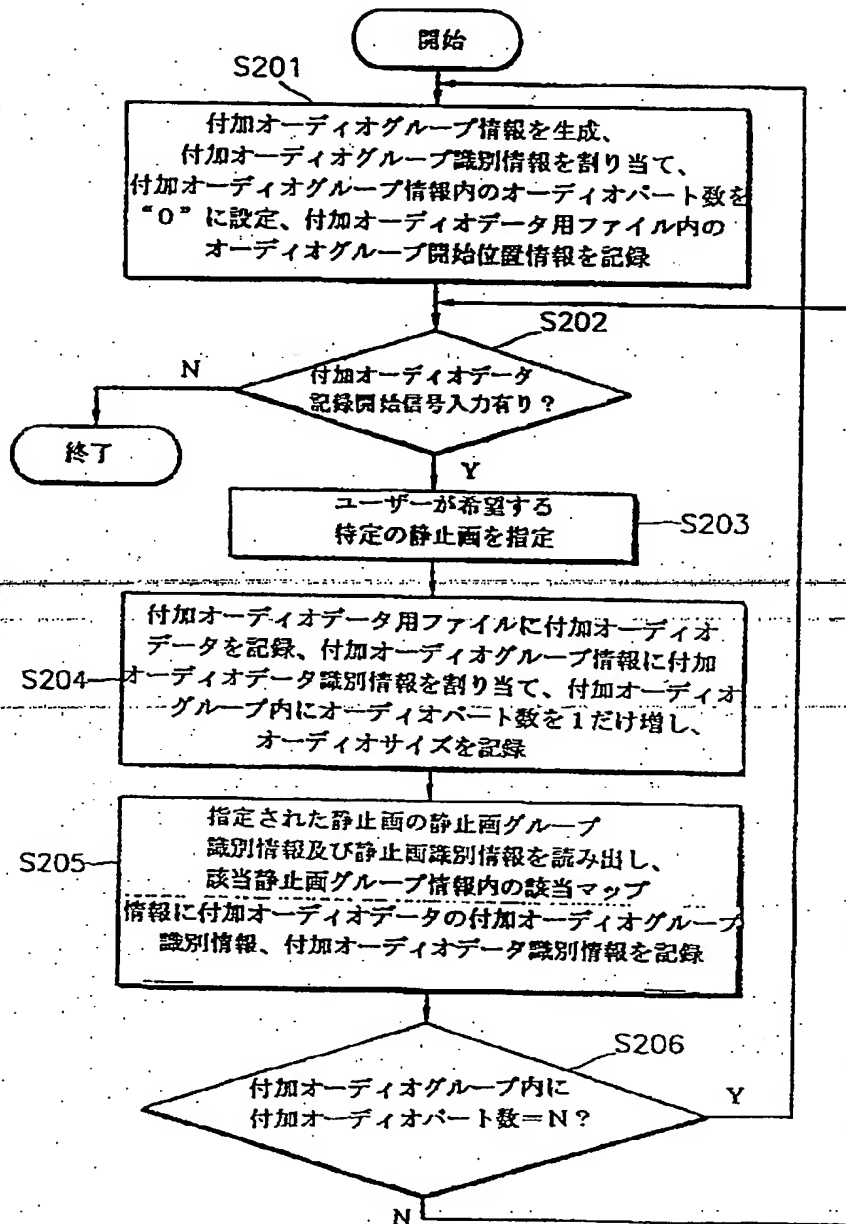 開始
S201
付加オーディオグループ情報を生成、
付加オーディオグループ識別情報を割り当て、
付加オーディオグループ情報内のオーディオパート数を
“0”に設定、付加オーディオデータ用ファイル内の
オーディオグループ開始位置情報を記録
S202
付加オーディオデータ
記録開始信号入力有り？
N
終了
Y
ユーザーが希望する
特定の静止画を指定
S203
付加オーディオデータ用ファイルに付加オーディオ
データを記録、付加オーディオグループ情報に付加
オーディオデータ識別情報を割り当て、付加オーディオ
グループ内にオーディオパート数を1だけ増し、
オーディオサイズを記録
S204
指定された静止画の静止画グループ
識別情報及び静止画識別情報を読み出し、
該当静止画グループ情報内の該当マップ
情報に付加オーディオデータの付加オーディオグループ
識別情報、付加オーディオデータ識別情報を記録
S205
S206
付加オーディオグループ内に
付加オーディオパート数＝N？
Y
N